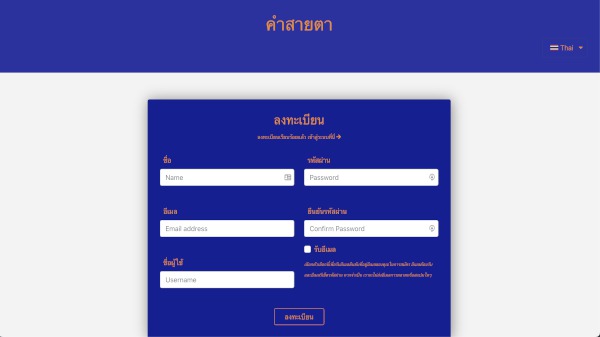 คำสายตา
Thai
ลงทะเบียน
ลงทะเบียนเรียบร้อยแล้ว เข้าสู่ระบบที่นี่
ชื่อ
Name
รหัสผ่าน
Password
อีเมล
Email address
ยืนยันรหัสผ่าน
Confirm Password
รับอีเมล
ชื่อผู้ใช้
Username
ลงทะเบียน